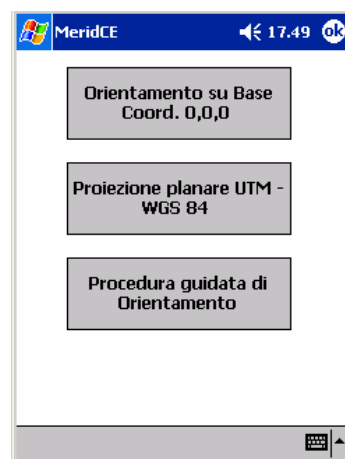 MeridCE 17.49 ok
Orientamento su Base
Coord. 0,0,0
Proiezione planare UTM -
WGS 84
Procedura guidata di
Orientamento